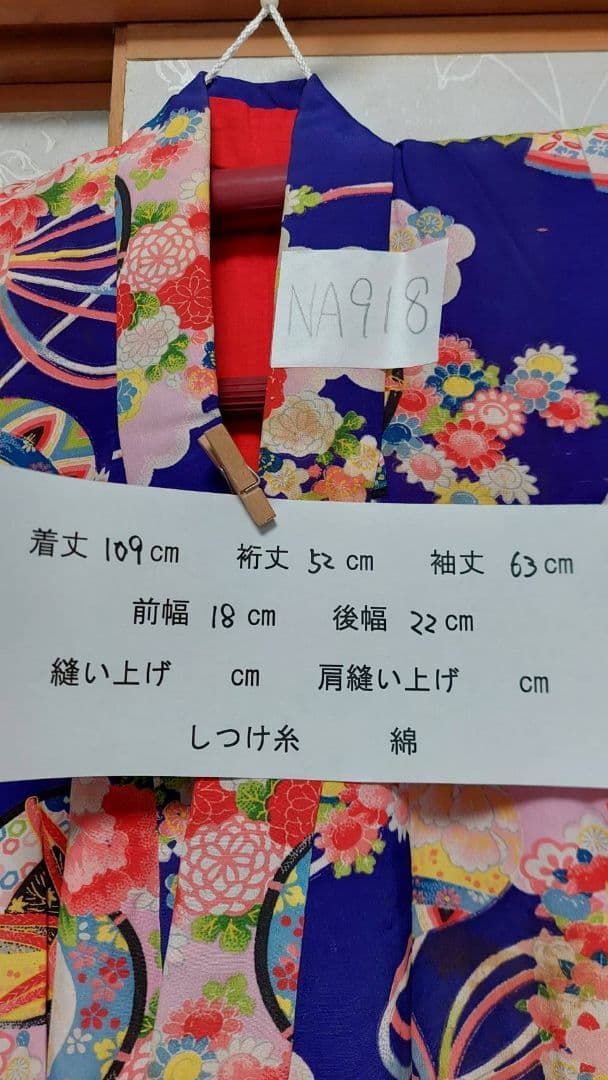 NA918
着丈 109cm 裄丈 52cm 袖丈 63cm
前幅 18cm 後幅 22cm
縫い上げ cm 肩縫い上げ cm
しつけ糸 綿